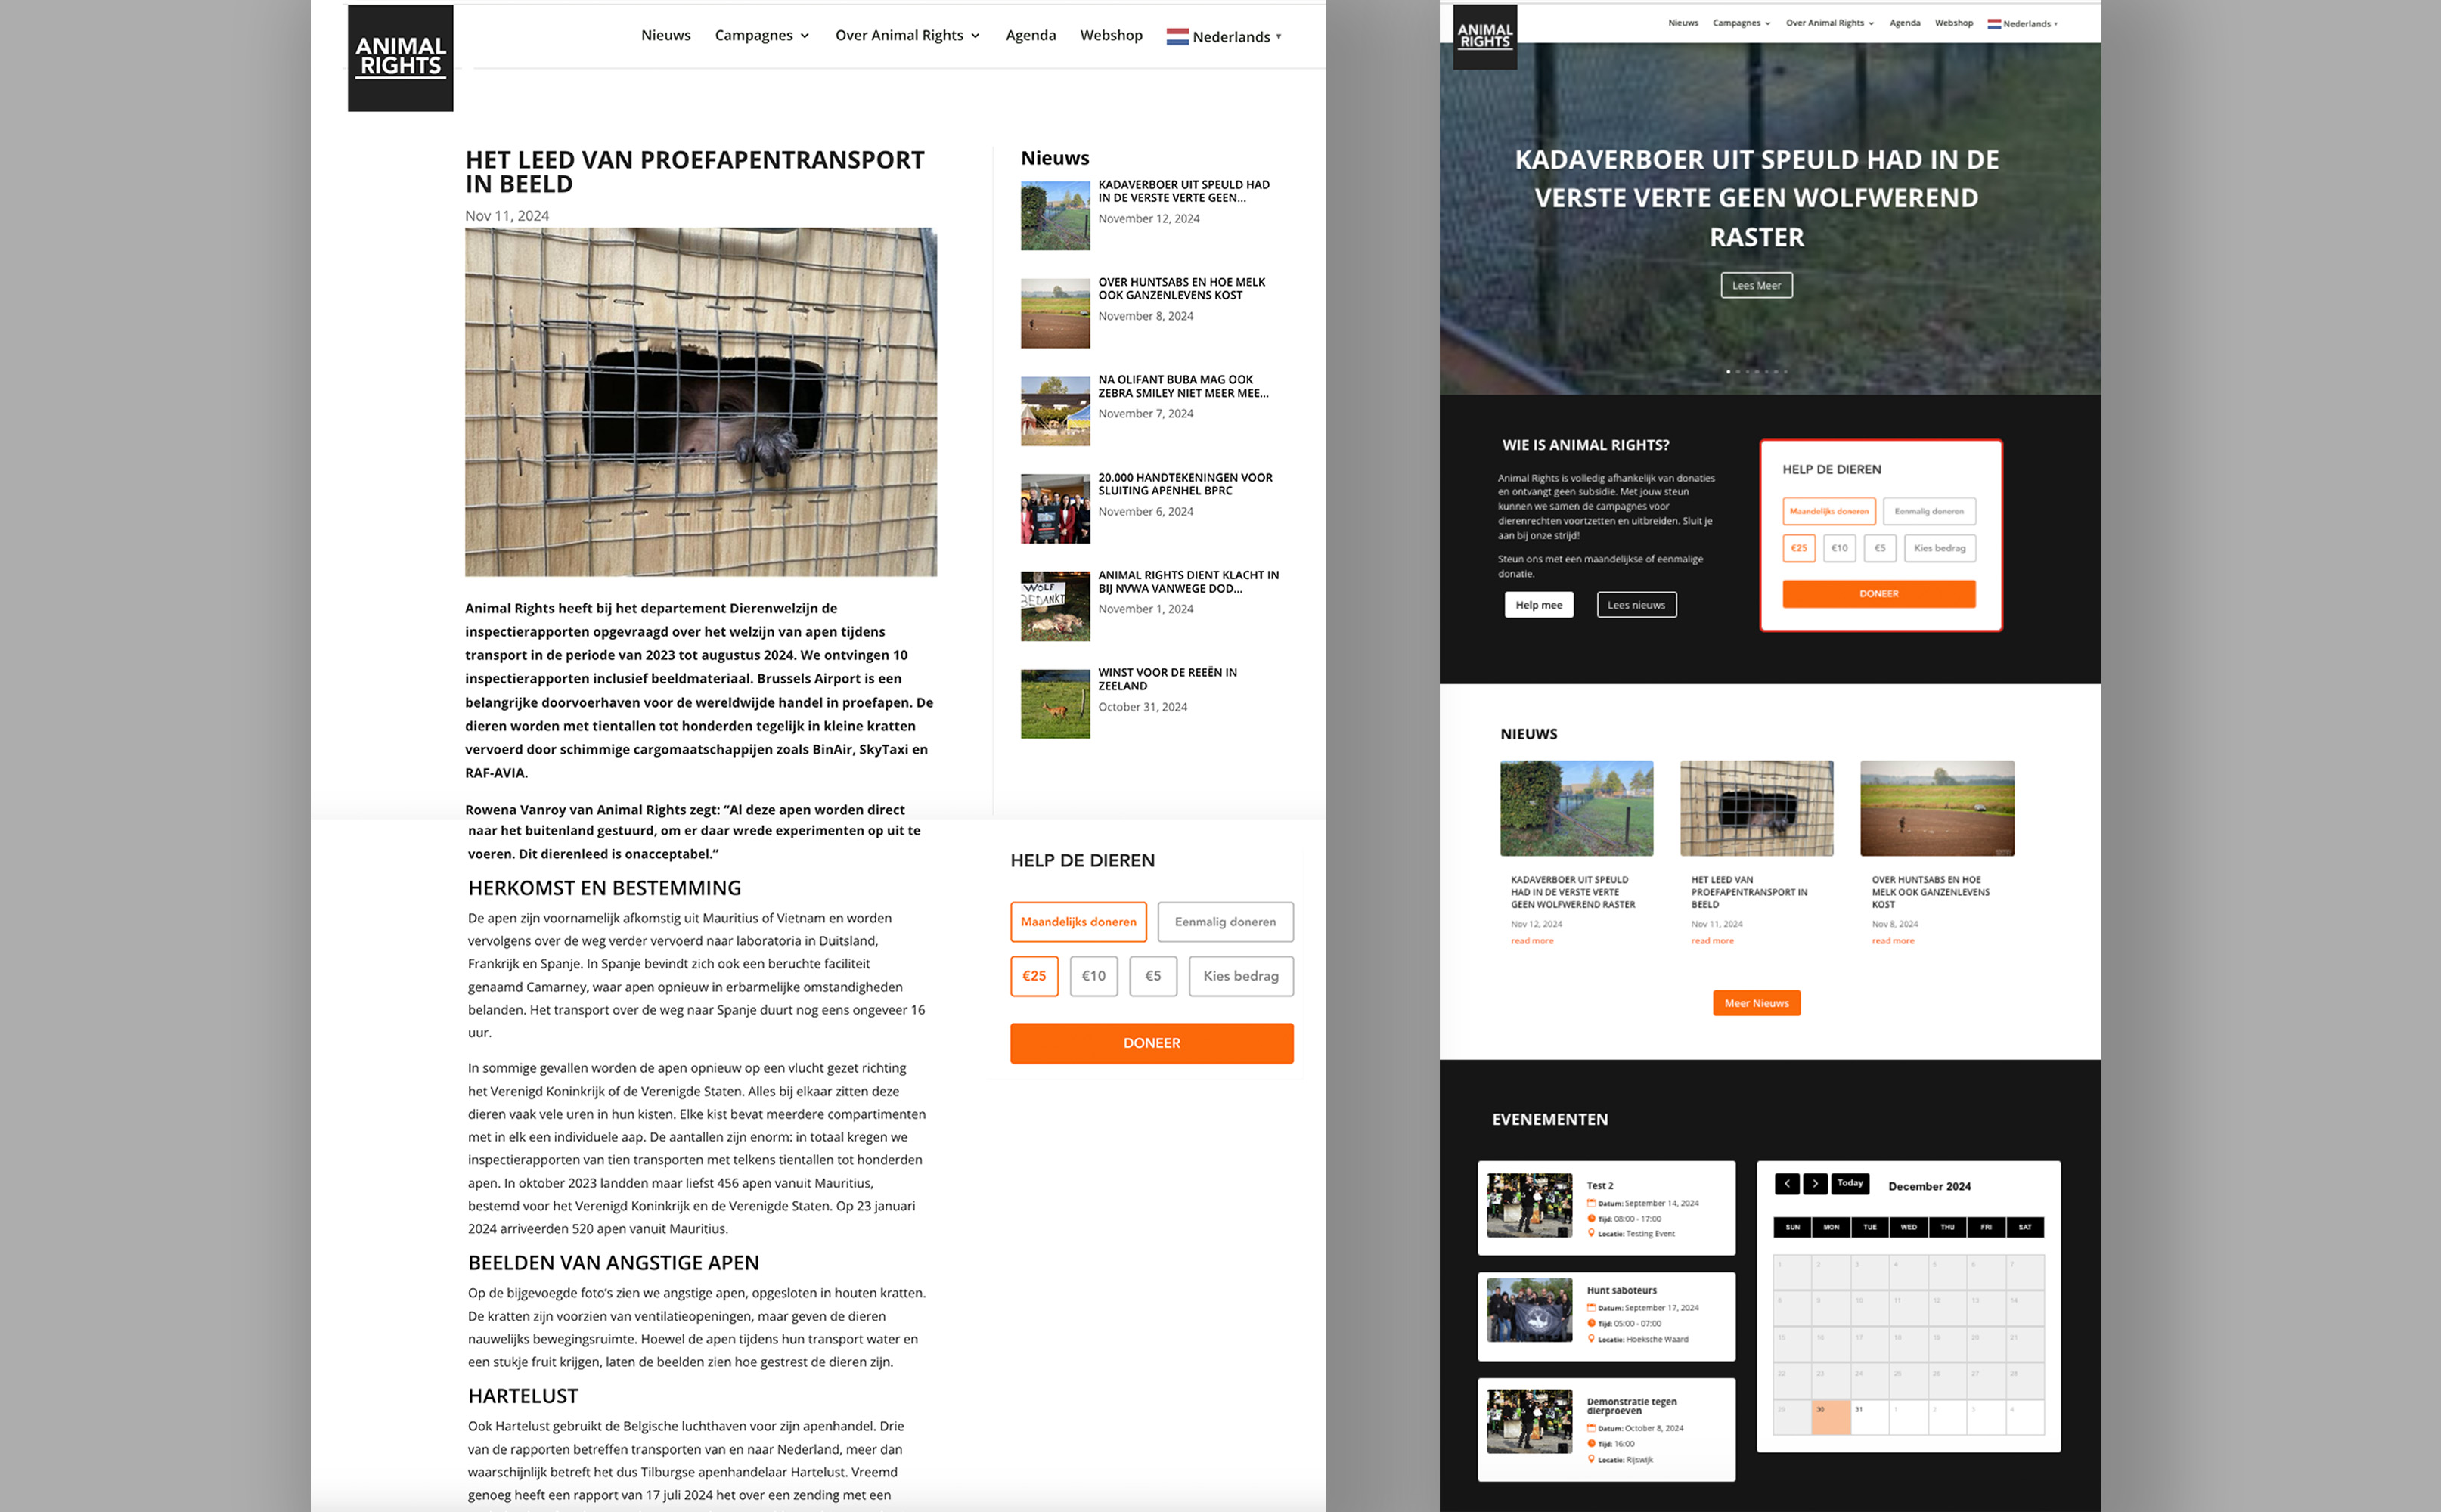 ANIMAL
RIGHTS
Nieuws
Campagnes
Over Animal Rights
Agenda
Webshop
Nederlands
HET LEED VAN PROEFAPENTRANSPORT
IN BEELD
Nov 11, 2024
Animal Rights heeft bij het departement Dierenwelzijn de
inspectierapporten opgevraagd over het welzijn van apen tijdens
transport in de periode van 2023 tot augustus 2024. We ontvingen 10
inspectierapporten inclusief beeldmateriaal. Brussels Airport is een
belangrijke doorvoerhaven voor de wereldwijde handel in proefapen. De
dieren worden met tientallen tot honderden tegelijk in kleine kratten
vervoerd door schimmige cargomaatschappijen zoals BinAir, SkyTaxi en
RAF-AVIA.
Rowena Vanroy van Animal Rights zegt: “Al deze apen worden direct
naar het buitenland gestuurd, om er daar wrede experimenten op uit te
voeren. Dit dierenleed is onacceptabel.”
HERKOMST EN BESTEMMING
De apen zijn voornamelijk afkomstig uit Mauritius of Vietnam en worden
vervolgens over de weg verder vervoerd naar laboratoria in Duitsland,
Frankrijk en Spanje. In Spanje bevindt zich ook een beruchte faciliteit
genaamd Camarney, waar apen opnieuw in erbarmelijke omstandigheden
belanden. Het transport over de weg naar Spanje duurt nog eens ongeveer 16
uur.
In sommige gevallen worden de apen opnieuw op een vlucht gezet richting
het Verenigd Koninkrijk of de Verenigde Staten. Alles bij elkaar zitten deze
dieren vaak vele uren in hun kisten. Elke kist bevat meerdere compartimenten
met in elk een individuele aap. De aantallen zijn enorm: in totaal kregen we
inspectierapporten van tien transporten met telkens tientallen tot honderden
apen. In oktober 2023 landden maar liefst 456 apen vanuit Mauritius,
bestemd voor het Verenigd Koninkrijk en de Verenigde Staten. Op 23 januari
2024 arriveerden 520 apen vanuit Mauritius.
BEELDEN VAN ANGSTIGE APEN
Op de bijgevoegde foto’s zien we angstige apen, opgesloten in houten kratten.
De kratten zijn voorzien van ventilatieopeningen, maar geven de dieren
nauwelijks bewegingsruimte. Hoewel de apen tijdens hun transport water en
een stukje fruit krijgen, laten de beelden zien hoe gestrest de dieren zijn.
HARTELUST
Ook Hartelust gebruikt de Belgische luchthaven voor zijn apenhandel. Drie
van de rapporten betreffen transporten van en naar Nederland, meer dan
waarschijnlijk betreft het dus Tilburgse apenhandelaar Hartelust. Vreemd
genoeg heeft een rapport van 17 juli 2024 het over een zending met een
Nieuws
KADAVERBOER UIT SPEULD HAD
IN DE VERSTE VERTE GEEN...
November 12, 2024
OVER HUNTSABS EN HOE MELK
OOK GANZENLEVENS KOST
November 8, 2024
NA OLIFANT BUBA MAG OOK
ZEBRA SMILEY NIET MEER MEE...
November 7, 2024
20.000 HANDTEKENINGEN VOOR
SLUITING APENHEL BPRC
November 6, 2024
WOLF
BEDANKT
ANIMAL RIGHTS DIENT KLACHT IN
BIJ NVWA VANWEGE DOD...
November 1, 2024
WINST VOOR DE REEËN IN
ZEELAND
October 31, 2024
HELP DE DIEREN
Maandelijks doneren
Eenmalig doneren
€25
€10
€5
Kies bedrag
DONEER
ANIMAL
RIGHTS
Nieuws
Campagnes
Over Animal Rights
Agenda
Webshop
Nederlands
KADAVERBOER UIT SPEULD HAD IN DE
VERSTE VERTE GEEN WOLFWEREND
RASTER
Lees Meer
WIE IS ANIMAL RIGHTS?
Animal Rights is volledig afhankelijk van donaties
en ontvangt geen subsidie. Met jouw steun
kunnen we samen de campagnes voor
dierenrechten voortzetten en uitbreiden. Sluit je
aan bij onze strijd!
Steun ons met een maandelijkse of eenmalige
donatie.
Help mee
Lees nieuws
HELP DE DIEREN
Maandelijks doneren
Eenmalig doneren
€25
€10
€5
Kies bedrag
DONEER
NIEUWS
KADAVERBOER UIT SPEULD
HAD IN DE VERSTE VERTE
GEEN WOLFWEREND RASTER
Nov 12, 2024
read more
HET LEED VAN
PROEFAPENTRANSPORT IN
BEELD
Nov 11, 2024
read more
OVER HUNTSABS EN HOE
MELK OOK GANZENLEVENS
KOST
Nov 8, 2024
read more
Meer Nieuws
EVENEMENTEN
Test 2
Datum: September 14, 2024
Tijd: 08:00 - 17:00
Locatie: Testing Event
Hunt saboteurs
Datum: September 17, 2024
Tijd: 05:00 - 07:00
Locatie: Hoeksche Waard
Demonstratie tegen
dierproeven
Datum: October 8, 2024
Tijd: 16:00
Locatie: Rijswijk
Today
December 2024
SUN MON TUE WED THU FRI SAT
1 2 3 4 5 6 7
8 9 10 11 12 13 14
15 16 17 18 19 20 21
22 23 24 25 26 27 28
29 30 31 1 2 3 4